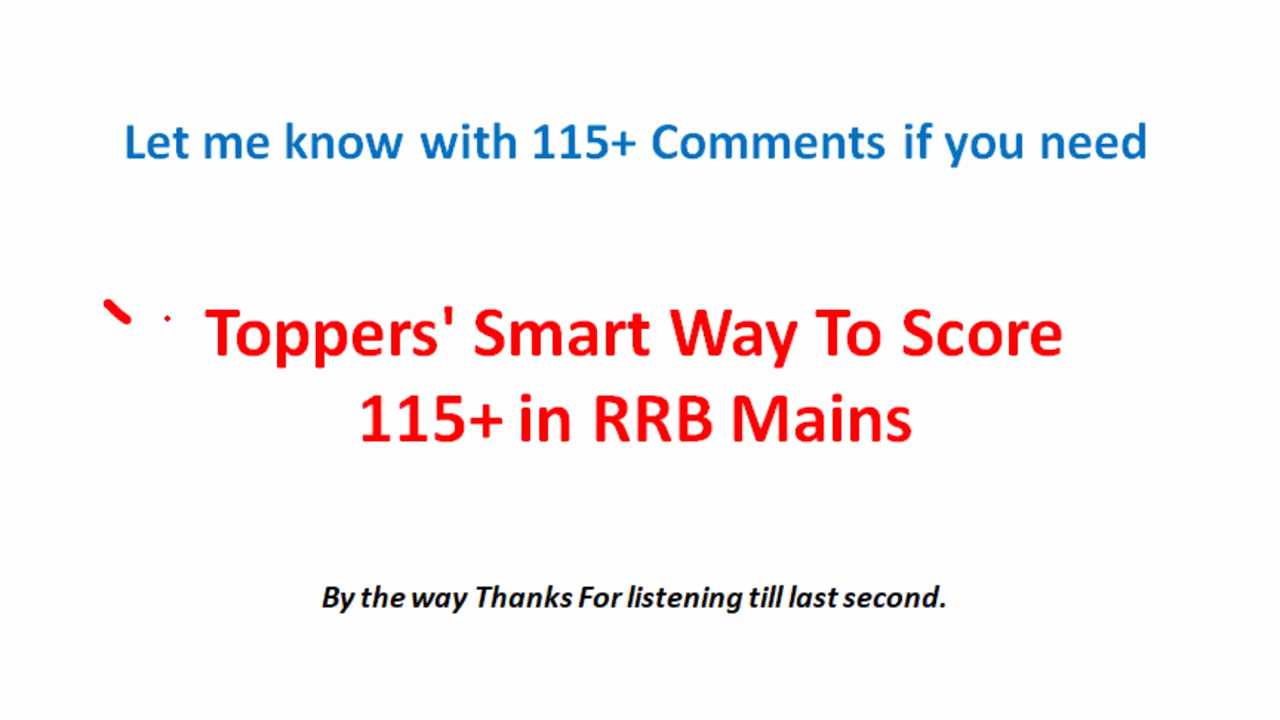 Let me know with 115+ Comments if you need
Toppers' Smart Way To Score
115+ in RRB Mains
By the way Thanks For listening till last second.